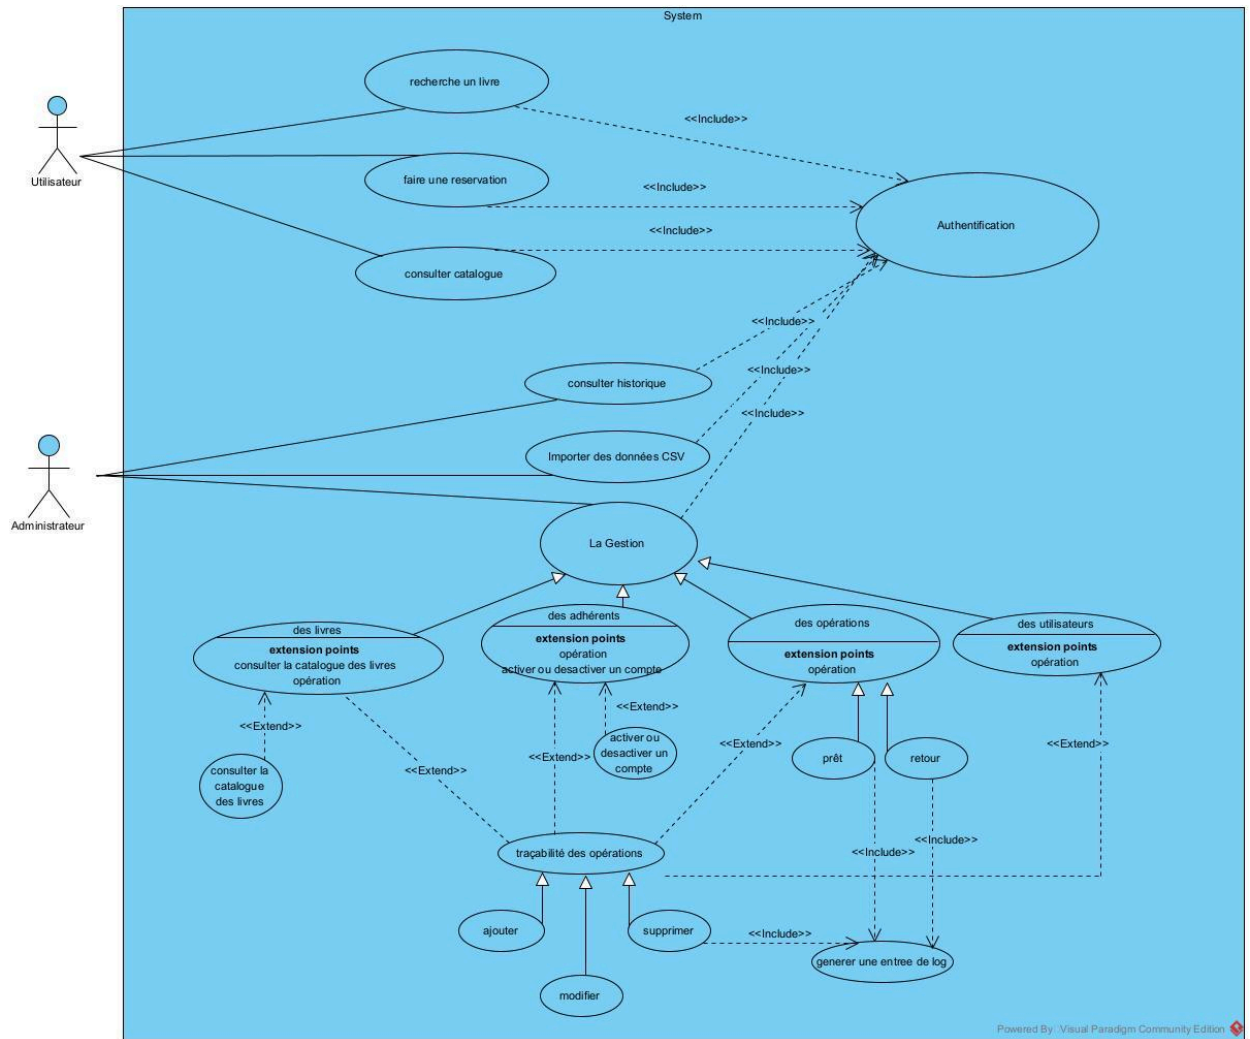 System
recherche un livre
<<Include>>
Utilisateur
faire une reservation
<<Include>>
Authentification
<<Include>>
consulter catalogue
<<Include>>
consulter historique
<<Include>>
<<Include>>
Importer des données CSV
Administrateur
La Gestion
des livres
extension points
consulter la catalogue des livres
opération
des adhérents
extension points
opération
activer ou desactiver un compte
des opérations
extension points
opération
des utilisateurs
extension points
opération
<<Extend>>
<<Extend>>
activer ou
desactiver un
compte
<<Extend>>
<<Extend>>
<<Extend>>
<<Extend>>
prêt
retour
consulter la
catalogue
des livres
traçabilité des opérations
<<Include>>
<<Include>>
ajouter
supprimer
<<Include>>
generer une entree de log
modifier
Powered By Visual Paradigm Community Edition